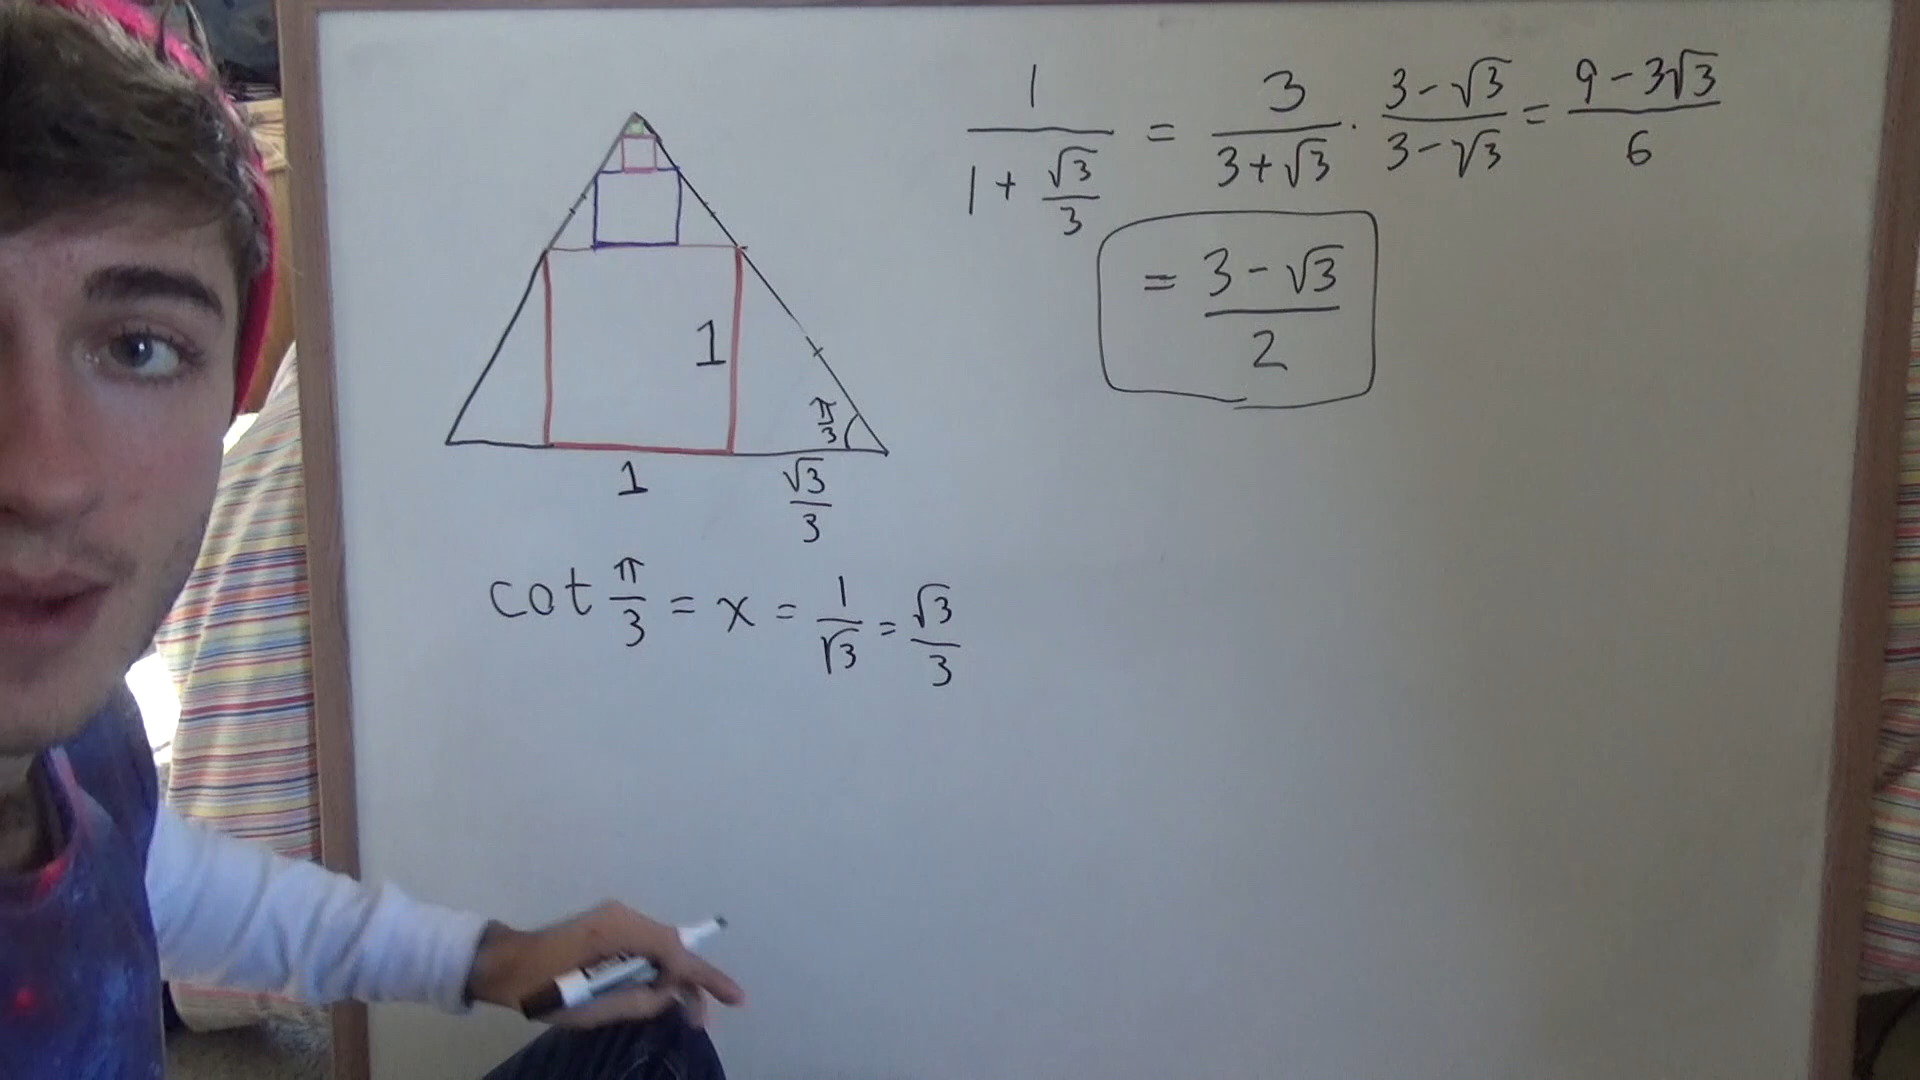 1
1
π/3
√3/3
cot π/3 = x = 1/√3 = √3/3
1/(1 + √3/3) = 3/(3+√3) · (3-√3)/(3-√3) = (9-3√3)/6
= (3-√3)/2